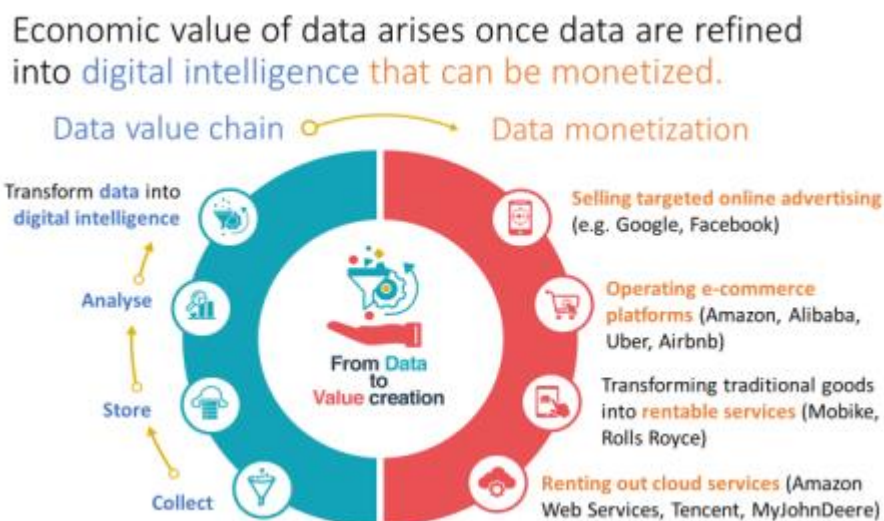 Economic value of data arises once data are refined
into digital intelligence that can be monetized.
Data value chain
Data monetization
Transform data into
digital intelligence
Analyse
Store
Collect
From Data
to
Value creation
Selling targeted online advertising
(e.g. Google, Facebook)
Operating e-commerce
platforms (Amazon, Alibaba,
Uber, Airbnb)
Transforming traditional goods
into rentable services (Mobike,
Rolls Royce)
Renting out cloud services (Amazon
Web Services, Tencent, MyJohnDeere)